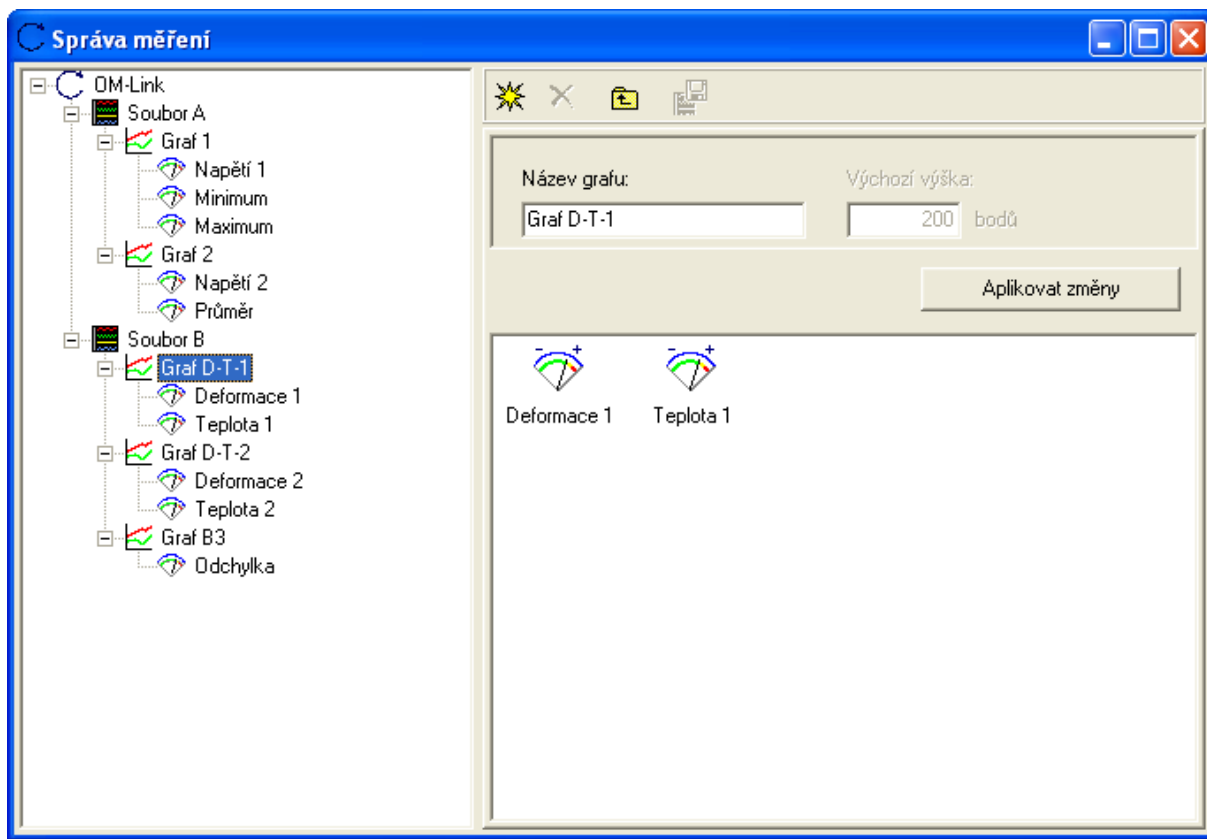 Správa měření
OM-Link
Soubor A
Graf 1
Napětí 1
Minimum
Maximum
Graf 2
Napětí 2
Průměr
Soubor B
Graf D-T-1
Deformace 1
Teplota 1
Graf D-T-2
Deformace 2
Teplota 2
Graf B3
Odchylka
Název grafu:
Výchozí výška:
Graf D-T-1
200 bodů
Aplikovat změny
Deformace 1
Teplota 1